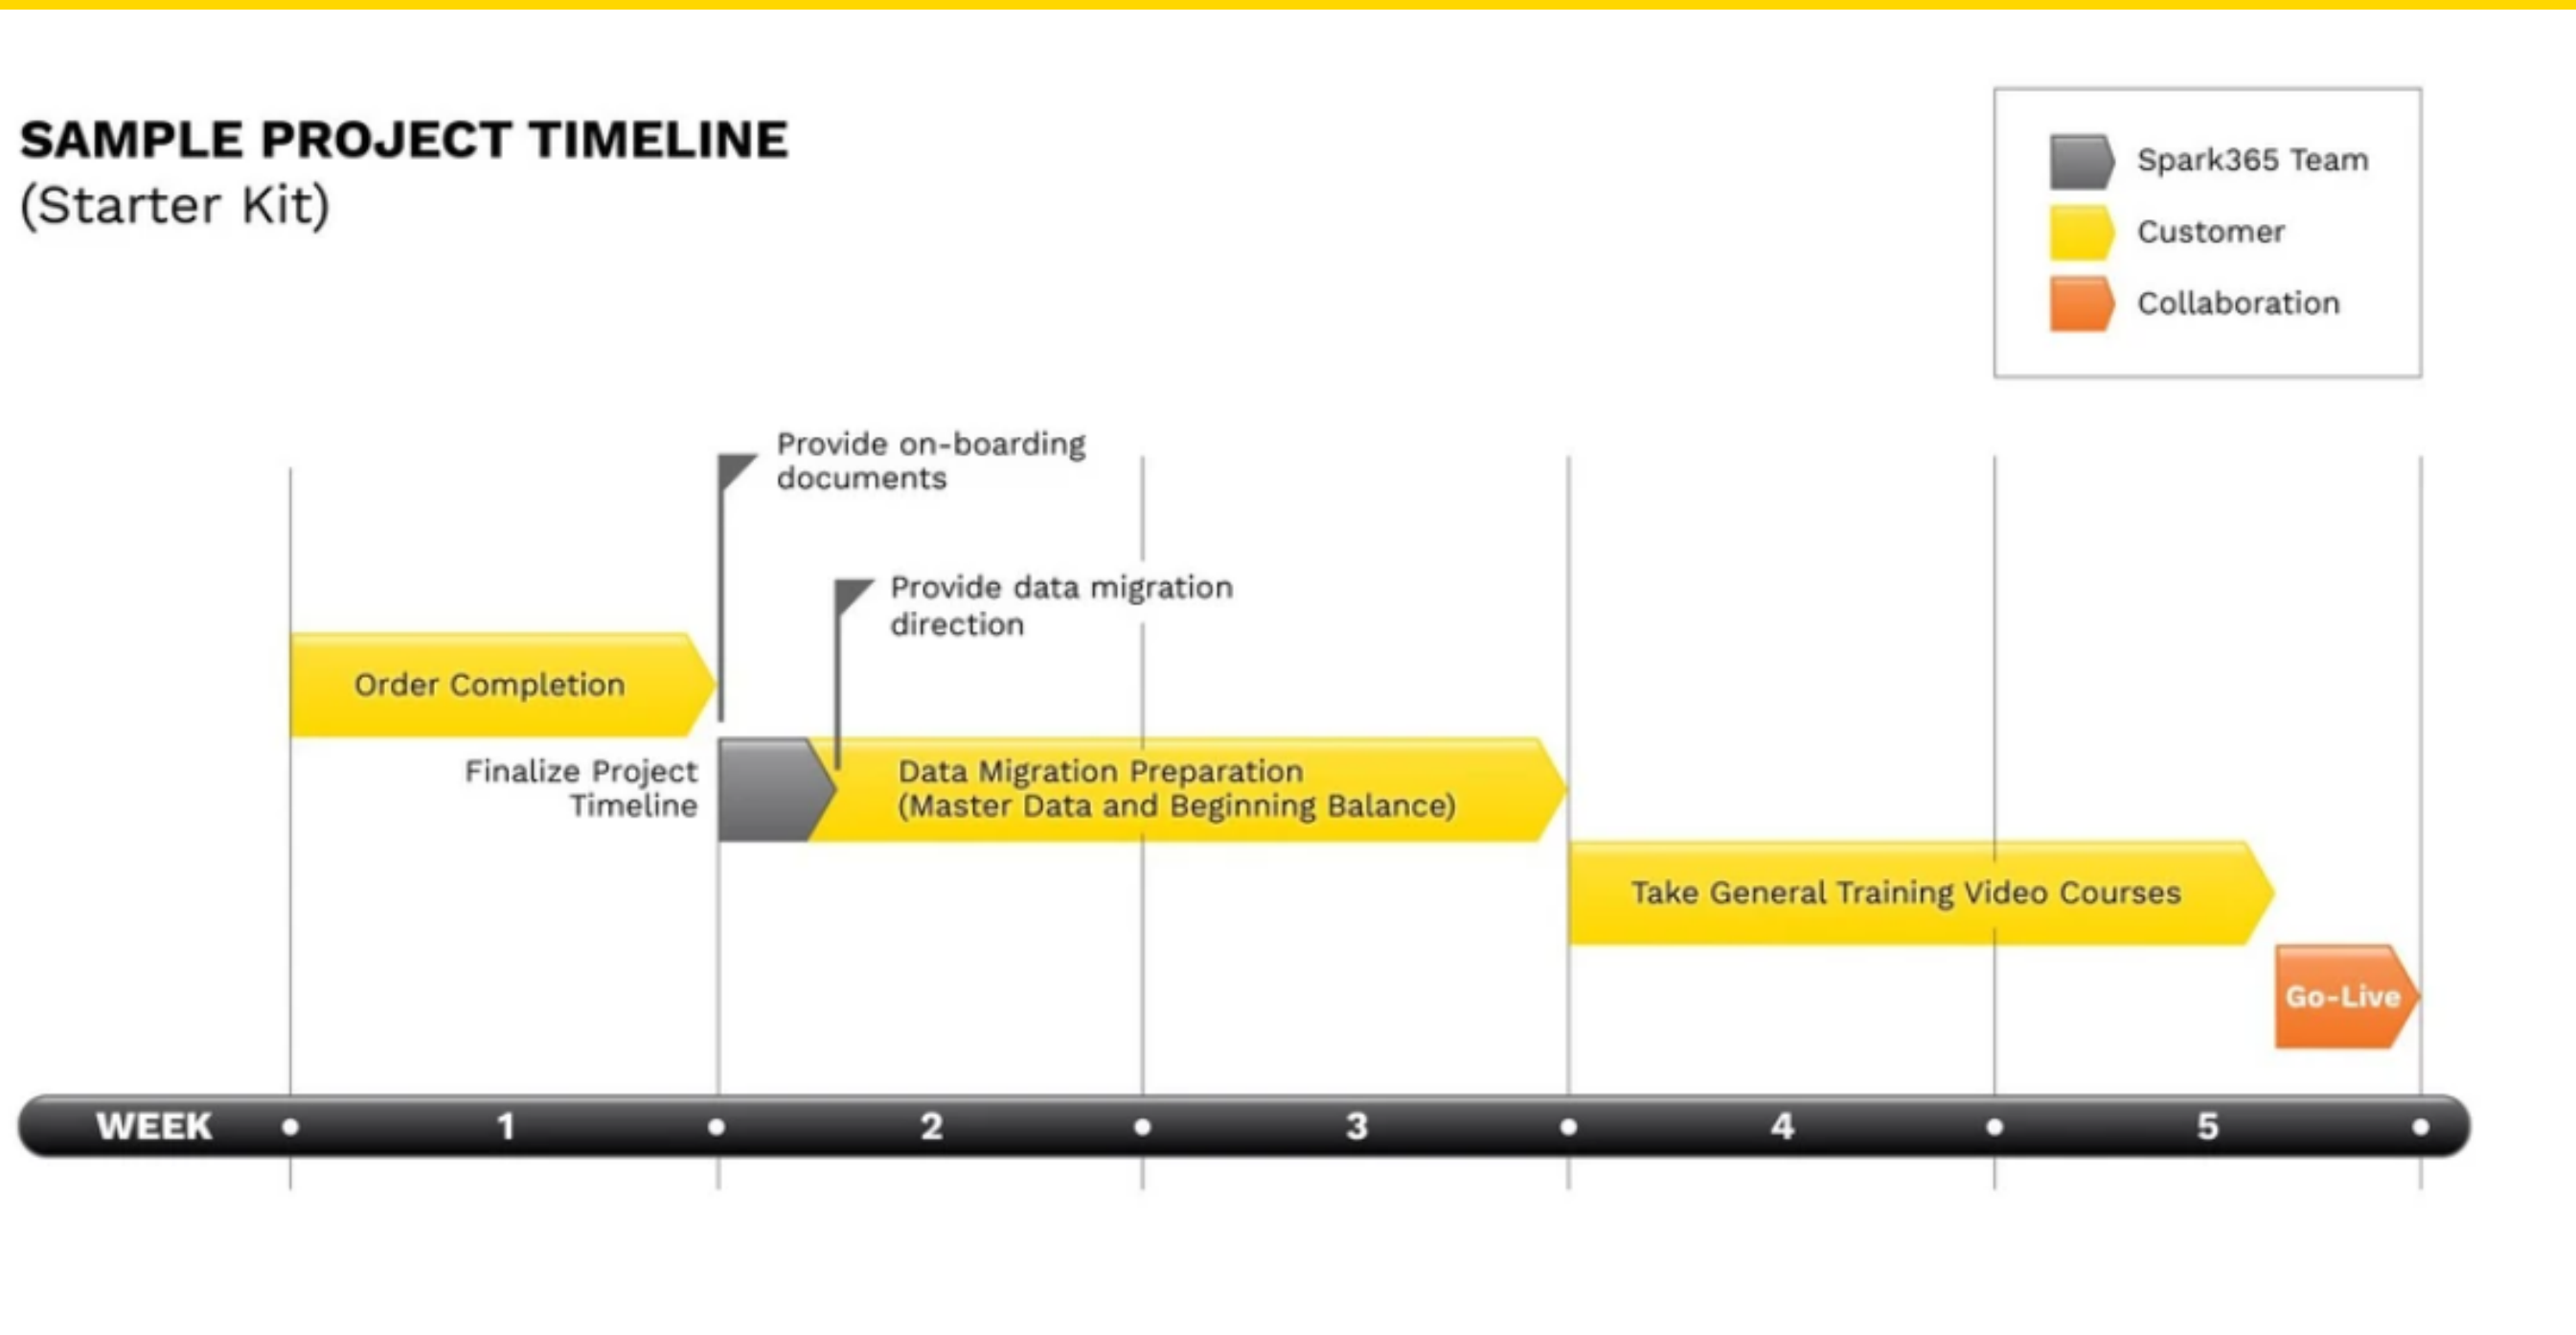 SAMPLE PROJECT TIMELINE
(Starter Kit)
Spark365 Team
Customer
Collaboration
Provide on-boarding
documents
Provide data migration
direction
Order Completion
Finalize Project
Timeline
Data Migration Preparation
(Master Data and Beginning Balance)
Take General Training Video Courses
Go-Live
WEEK 1 2 3 4 5